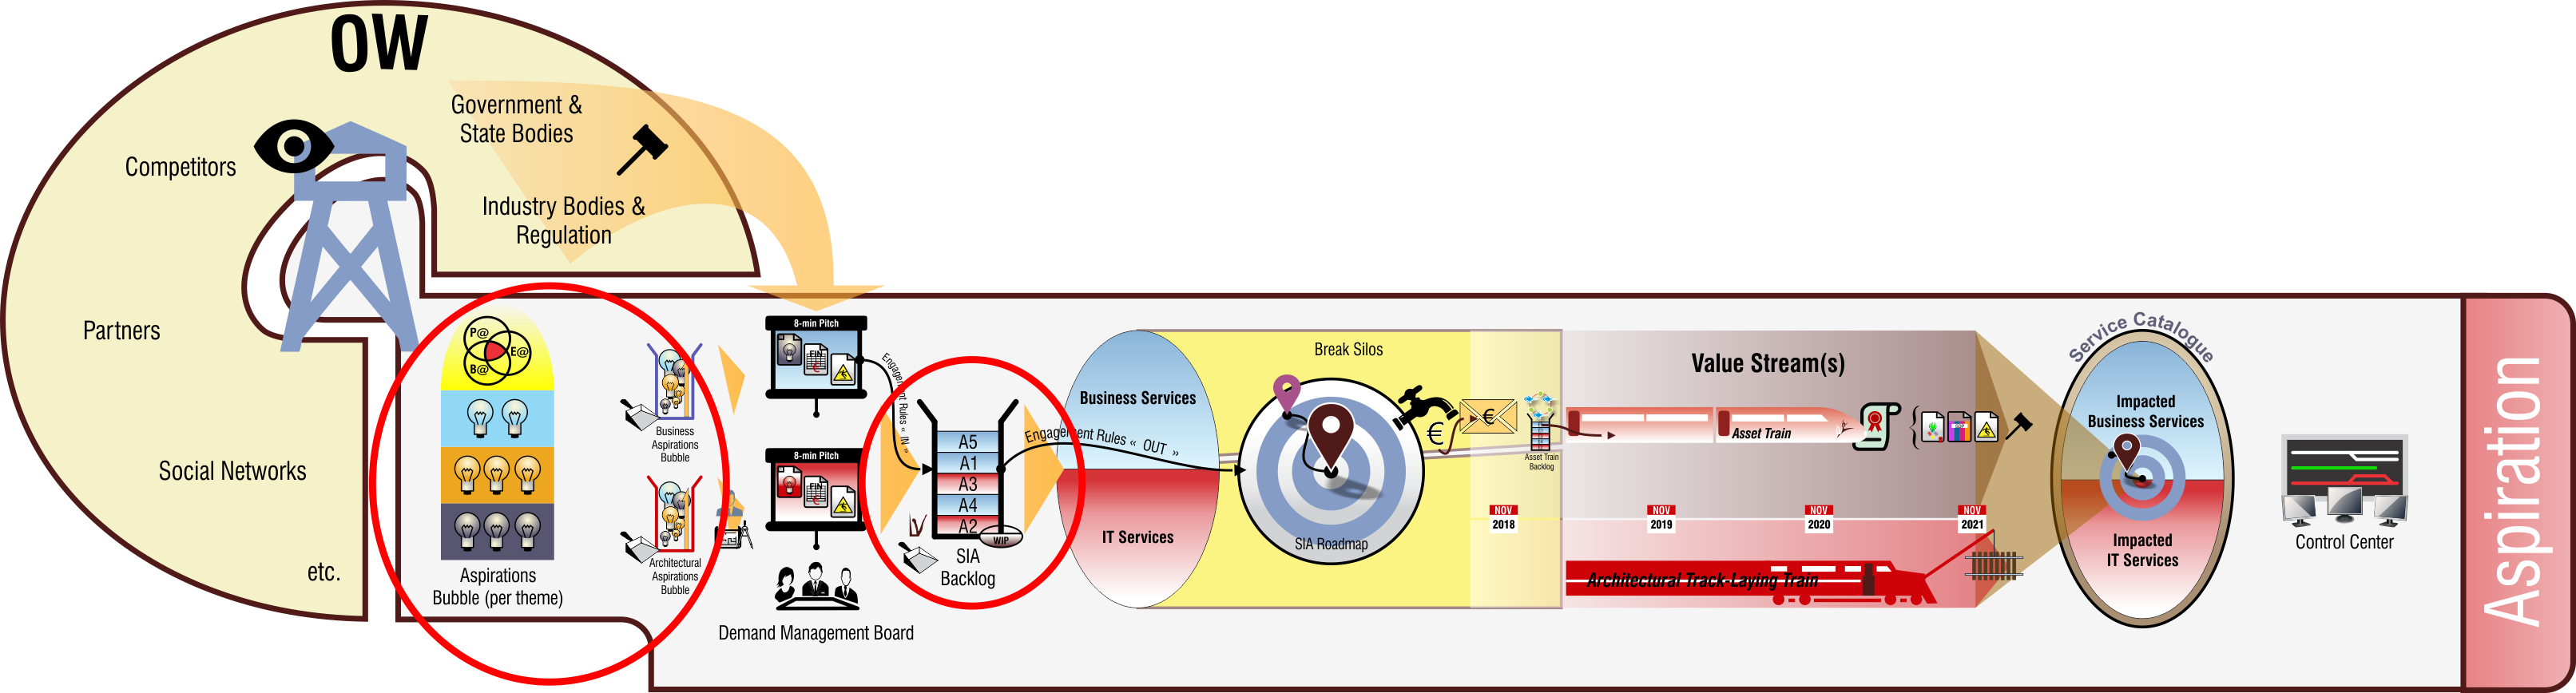 OW
Government &
State Bodies
Competitors
Industry Bodies &
Regulation
Partners
Social Networks
etc.
P@
E@
B@
Aspirations
Bubble (per theme)
Business
Aspirations
Bubble
Architectural
Aspirations
Bubble
8-min Pitch
FIN
€
8-min Pitch
FIN
€
Demand Management Board
Engagement Rules « IN »
A5
A1
A3
A4
A2
WIP
SIA
Backlog
Engagement Rules « OUT »
Business Services
IT Services
Break Silos
SIA Roadmap
€
€
Asset Train
Backlog
Value Stream(s)
Asset Train
€
NOV
2018
NOV
2019
NOV
2020
NOV
2021
Architectural Track-Laying Train
Service Catalogue
Impacted
Business Services
Impacted
IT Services
Control Center
Aspiration